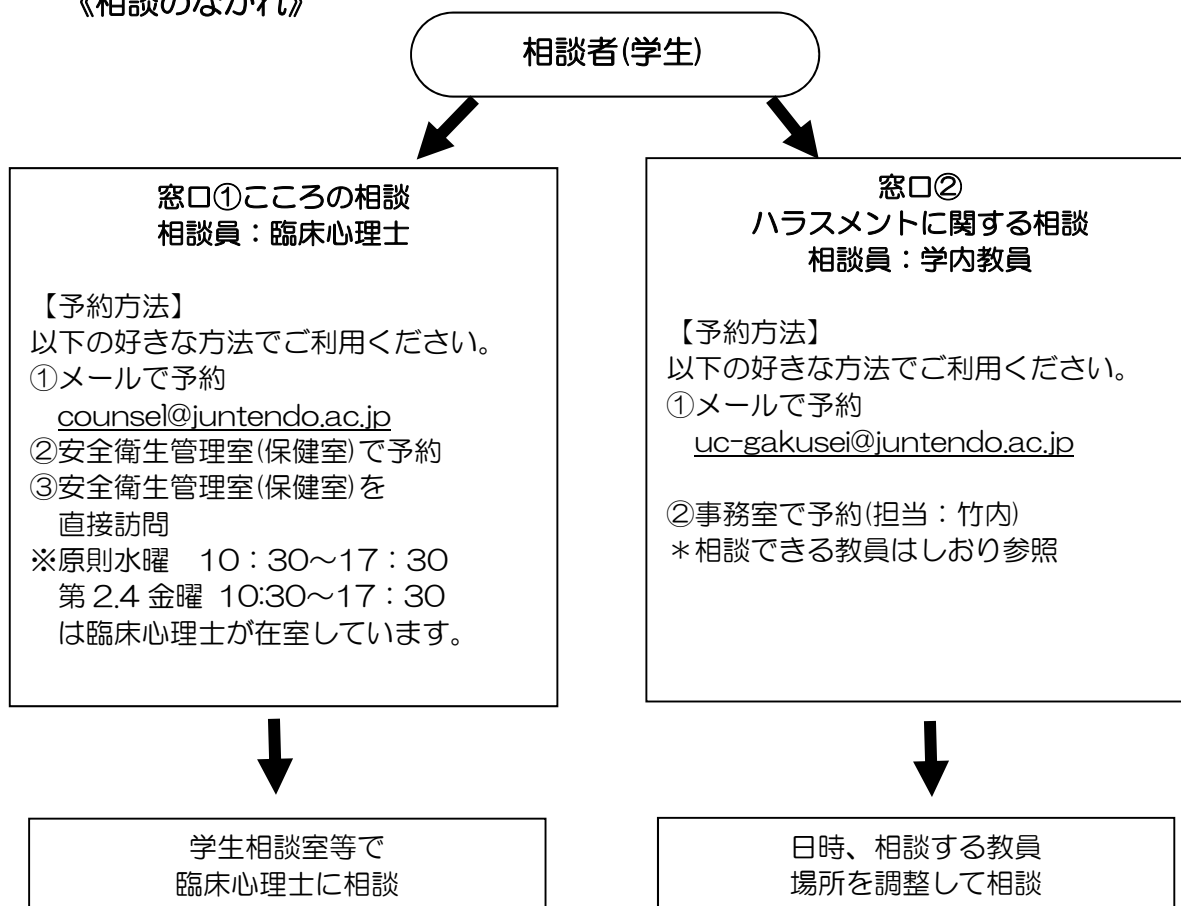 《相談のながれ》
相談者(学生)
窓口①こころの相談
相談員：臨床心理士
【予約方法】
以下の好きな方法でご利用ください。
①メールで予約
counsel@juntendo.ac.jp
②安全衛生管理室(保健室)で予約
③安全衛生管理室(保健室)を
直接訪問
※原則水曜　10：30～17：30
第2.4金曜 10:30～17：30
は臨床心理士が在室しています。
窓口②
ハラスメントに関する相談
相談員：学内教員
【予約方法】
以下の好きな方法でご利用ください。
①メールで予約
uc-gakusei@juntendo.ac.jp
②事務室で予約(担当：竹内)
＊相談できる教員はしおり参照
学生相談室等で
臨床心理士に相談
日時、相談する教員
場所を調整して相談